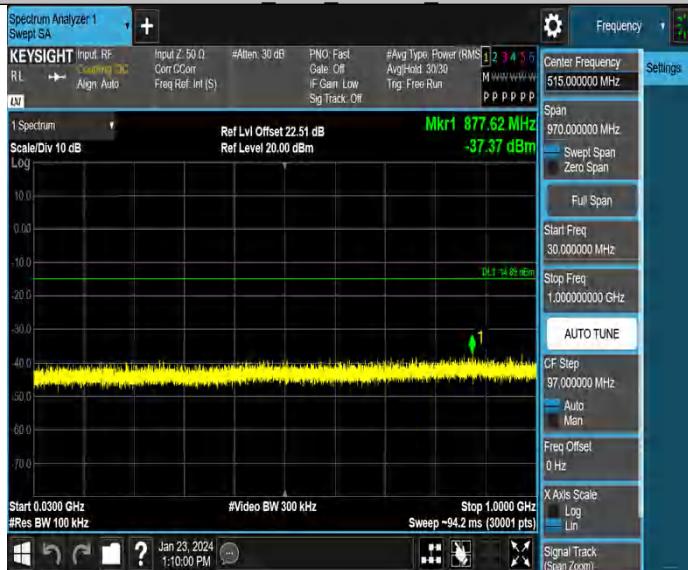 Spectrum Analyzer 1
Swept SA
+
Frequency
KEYSIGHT
RL
Input: RF
Coupling: DC
Align: Auto
Input Z: 50 Ω
Corr CCorr
Freq Ref: Int (S)
#Atten: 30 dB
PNO: Fast
Gate: Off
IF Gain: Low
Sig Track: Off
#Avg Type: Power (RMS
Avg|Hold: 30/30
Trig: Free Run
1 2 3 4 5 6
M W W W W W
P P P P P P
LXI
Center Frequency
515.000000 MHz
Settings
Span
970.000000 MHz
Swept Span
Zero Span
Full Span
Start Freq
30.000000 MHz
Stop Freq
1.000000000 GHz
AUTO TUNE
CF Step
97.000000 MHz
Auto
Man
Freq Offset
0 Hz
X Axis Scale
Log
Lin
Signal Track
(Span Zoom)
1 Spectrum
Scale/Div 10 dB
Log
Ref Lvl Offset 22.51 dB
Ref Level 20.00 dBm
Mkr1 877.62 MHz
-37.37 dBm
10.0
0.00
-10.0
DL1 -14.89 dBm
-20.0
-30.0
1
-40.0
-50.0
-60.0
-70.0
Start 0.0300 GHz
#Res BW 100 kHz
#Video BW 300 kHz
Stop 1.0000 GHz
Sweep ~94.2 ms (30001 pts)
?
Jan 23, 2024
1:10:00 PM